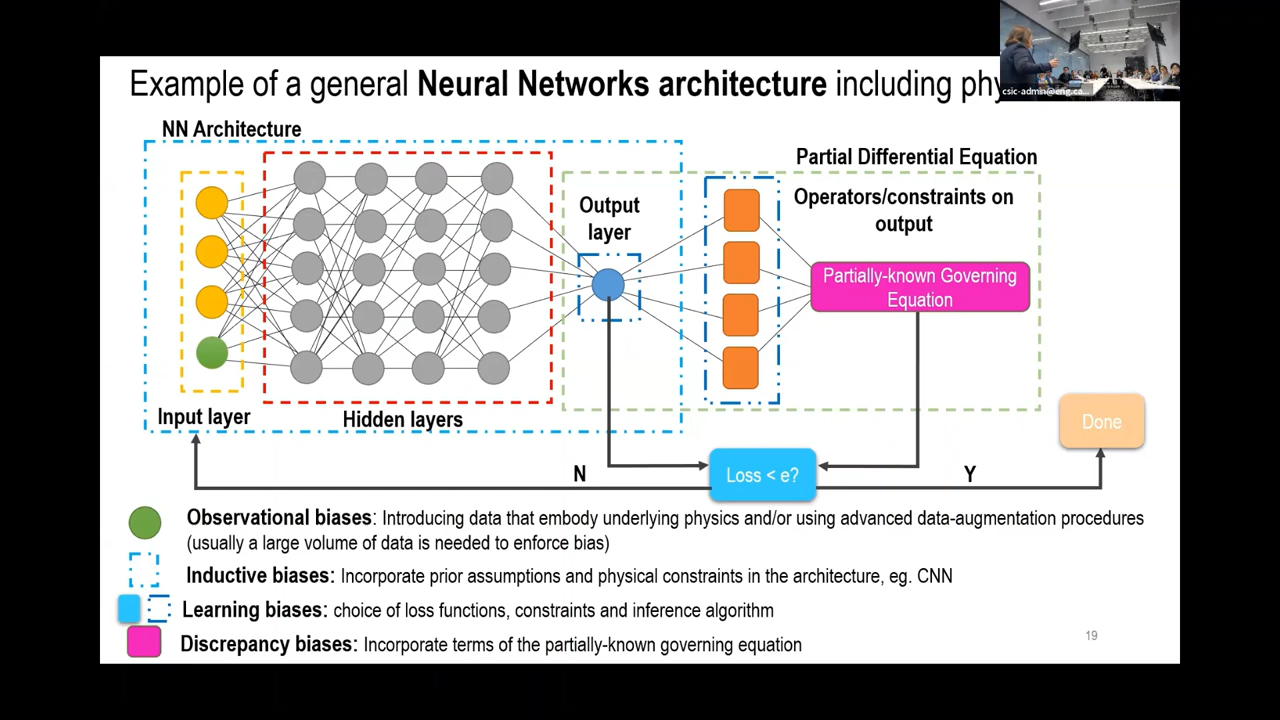 Example of a general Neural Networks architecture including phy
csic-admin@eng.ca...
NN Architecture
Partial Differential Equation
Operators/constraints on
output
Output
layer
Partially-known Governing
Equation
Input layer
Hidden layers
Done
N
Loss < e?
Y
Observational biases: Introducing data that embody underlying physics and/or using advanced data-augmentation procedures
(usually a large volume of data is needed to enforce bias)
Inductive biases: Incorporate prior assumptions and physical constraints in the architecture, eg. CNN
Learning biases: choice of loss functions, constraints and inference algorithm
Discrepancy biases: Incorporate terms of the partially-known governing equation
19